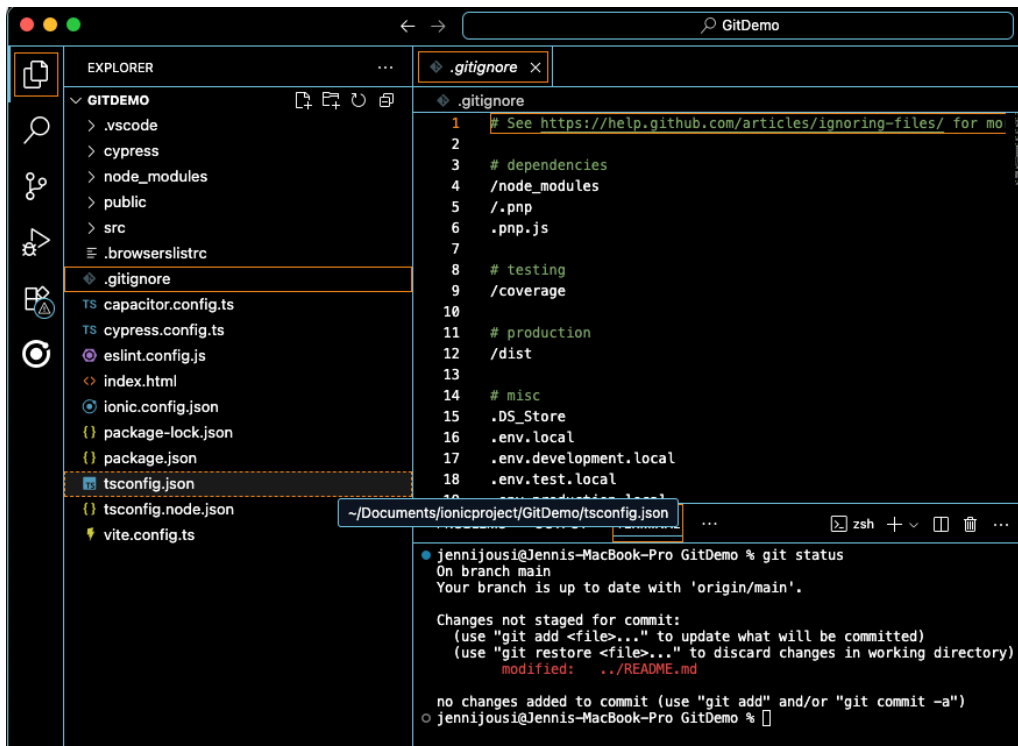 GitDemo
EXPLORER
GITDEMO
.vscode
cypress
node_modules
public
src
.browserslistrc
.gitignore
TS capacitor.config.ts
TS cypress.config.ts
eslint.config.js
<> index.html
ionic.config.json
{} package-lock.json
{} package.json
TS tsconfig.json
{} tsconfig.node.json
vite.config.ts
.gitignore
.gitignore
1 # See https://help.github.com/articles/ignoring-files/ for mo
2
3 # dependencies
4 /node_modules
5 /.pnp
6 .pnp.js
7
8 # testing
9 /coverage
10
11 # production
12 /dist
13
14 # misc
15 .DS_Store
16 .env.local
17 .env.development.local
18 .env.test.local
~/Documents/ionicproject/GitDemo/tsconfig.json
zsh
jennijousi@Jennis-MacBook-Pro GitDemo % git status
On branch main
Your branch is up to date with 'origin/main'.
Changes not staged for commit:
(use "git add <file>..." to update what will be committed)
(use "git restore <file>..." to discard changes in working directory)
modified: ../README.md
no changes added to commit (use "git add" and/or "git commit -a")
jennijousi@Jennis-MacBook-Pro GitDemo %